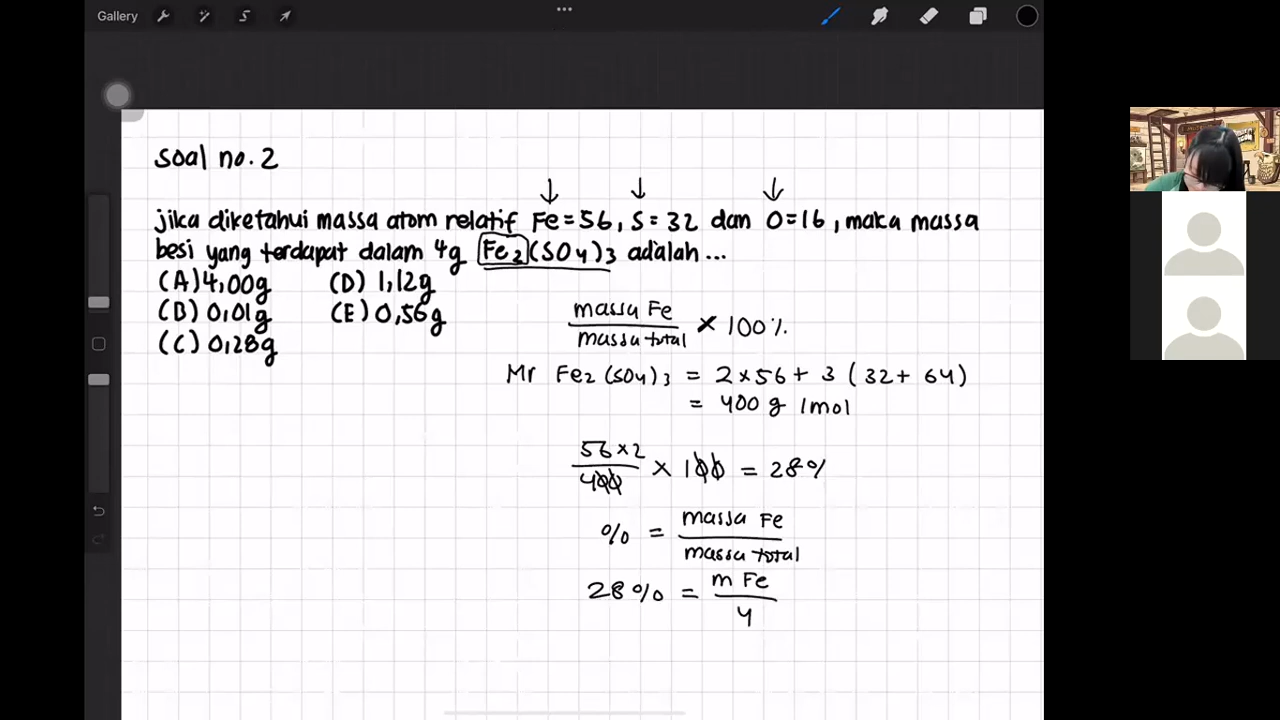 Gallery
soal no. 2
jika diketahui massa atom relatif Fe=56, S=32 dan O=16, maka massa
besi yang terdapat dalam 4g Fe₂(SO₄)₃ adalah ...
(A) 4,00g (D) 1,12g
(B) 0,01g (E) 0,56g
(C) 0,28g
massa Fe
massa total
× 100%
Mr Fe₂(SO₄)₃ = 2×56 + 3 (32 + 64)
= 400 g /mol
56×2
400
× 100 = 28%
% =
massa Fe
massa total
28% =
m Fe
4